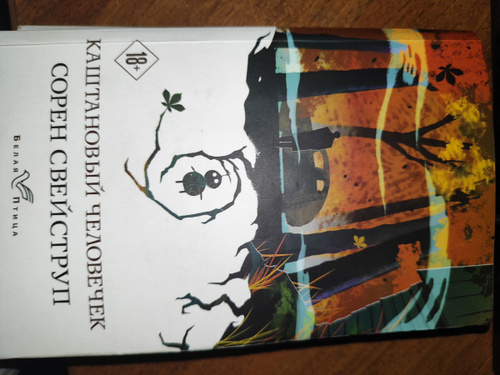 18+
КАШТАНОВЫЙ ЧЕЛОВЕЧЕК
СОРЕН СВЕЙСТРУП
БЕЛАЯ ПТИЦА